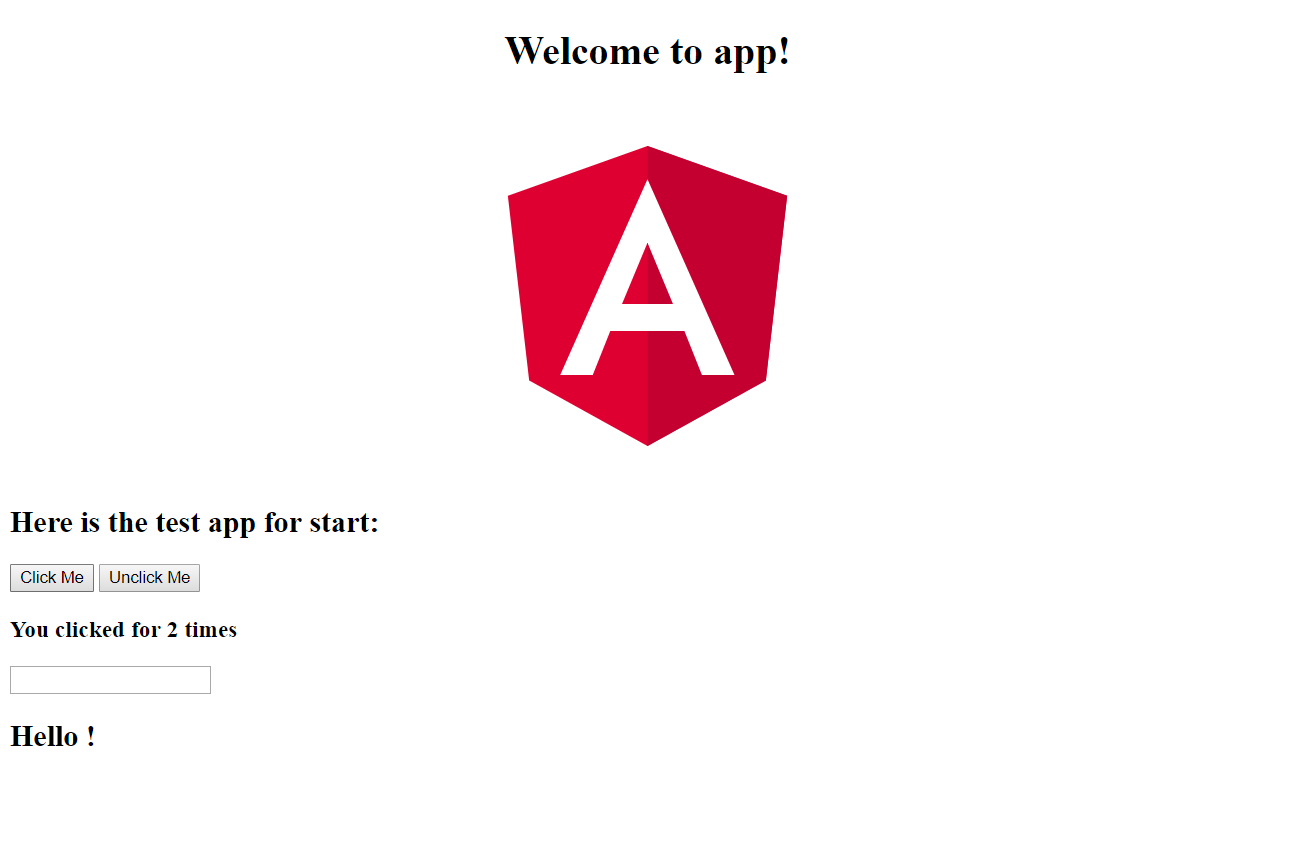 Welcome to app!
A
Here is the test app for start:
Click Me Unclick Me
You clicked for 2 times
Hello !